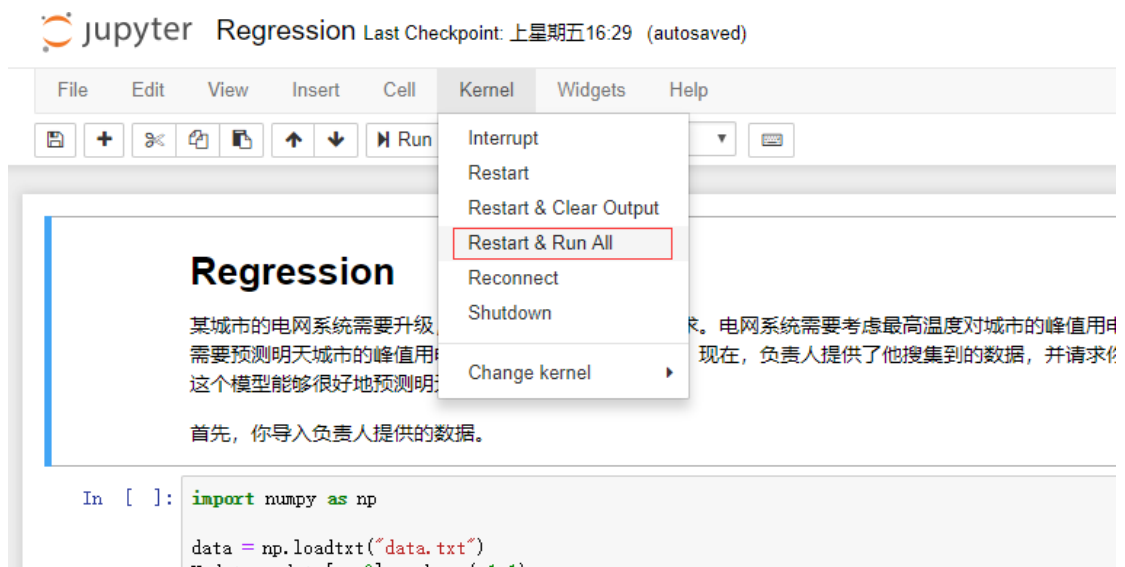 jupyter Regression Last Checkpoint: 上星期五16:29 (autosaved)
File Edit View Insert Cell Kernel Widgets Help
Run
Interrupt
Restart
Restart & Clear Output
Restart & Run All
Reconnect
Shutdown
Change kernel
Regression
某城市的电网系统需要升级，求。电网系统需要考虑最高温度对城市的峰值用电
需要预测明天城市的峰值用 现在，负责人提供了他搜集到的数据，并请求
这个模型能够很好地预测明
首先，你导入负责人提供的数据。
In [ ]: import numpy as np
data = np.loadtxt("data.txt")